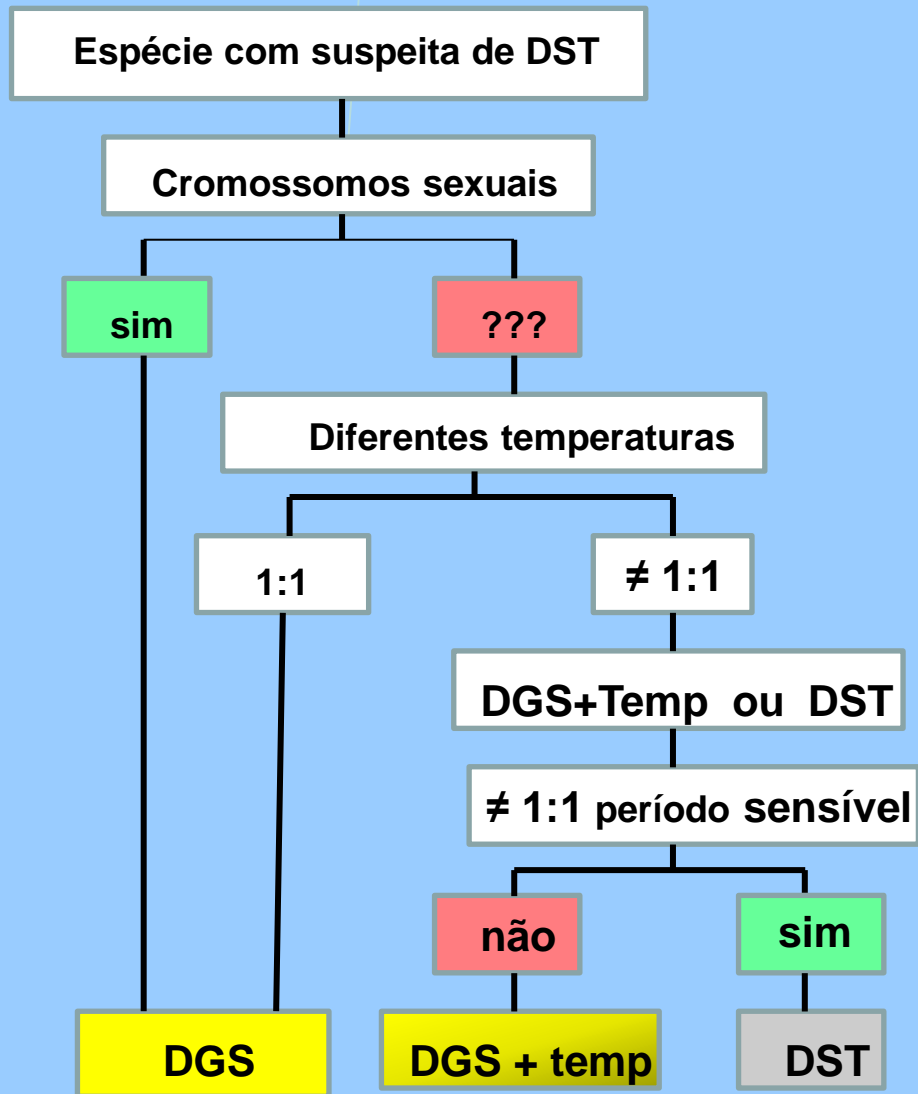 Espécie com suspeita de DST
Cromossomos sexuais
sim
???
Diferentes temperaturas
1:1
≠ 1:1
DGS+Temp ou DST
≠ 1:1 período sensível
não
sim
DGS
DGS + temp
DST